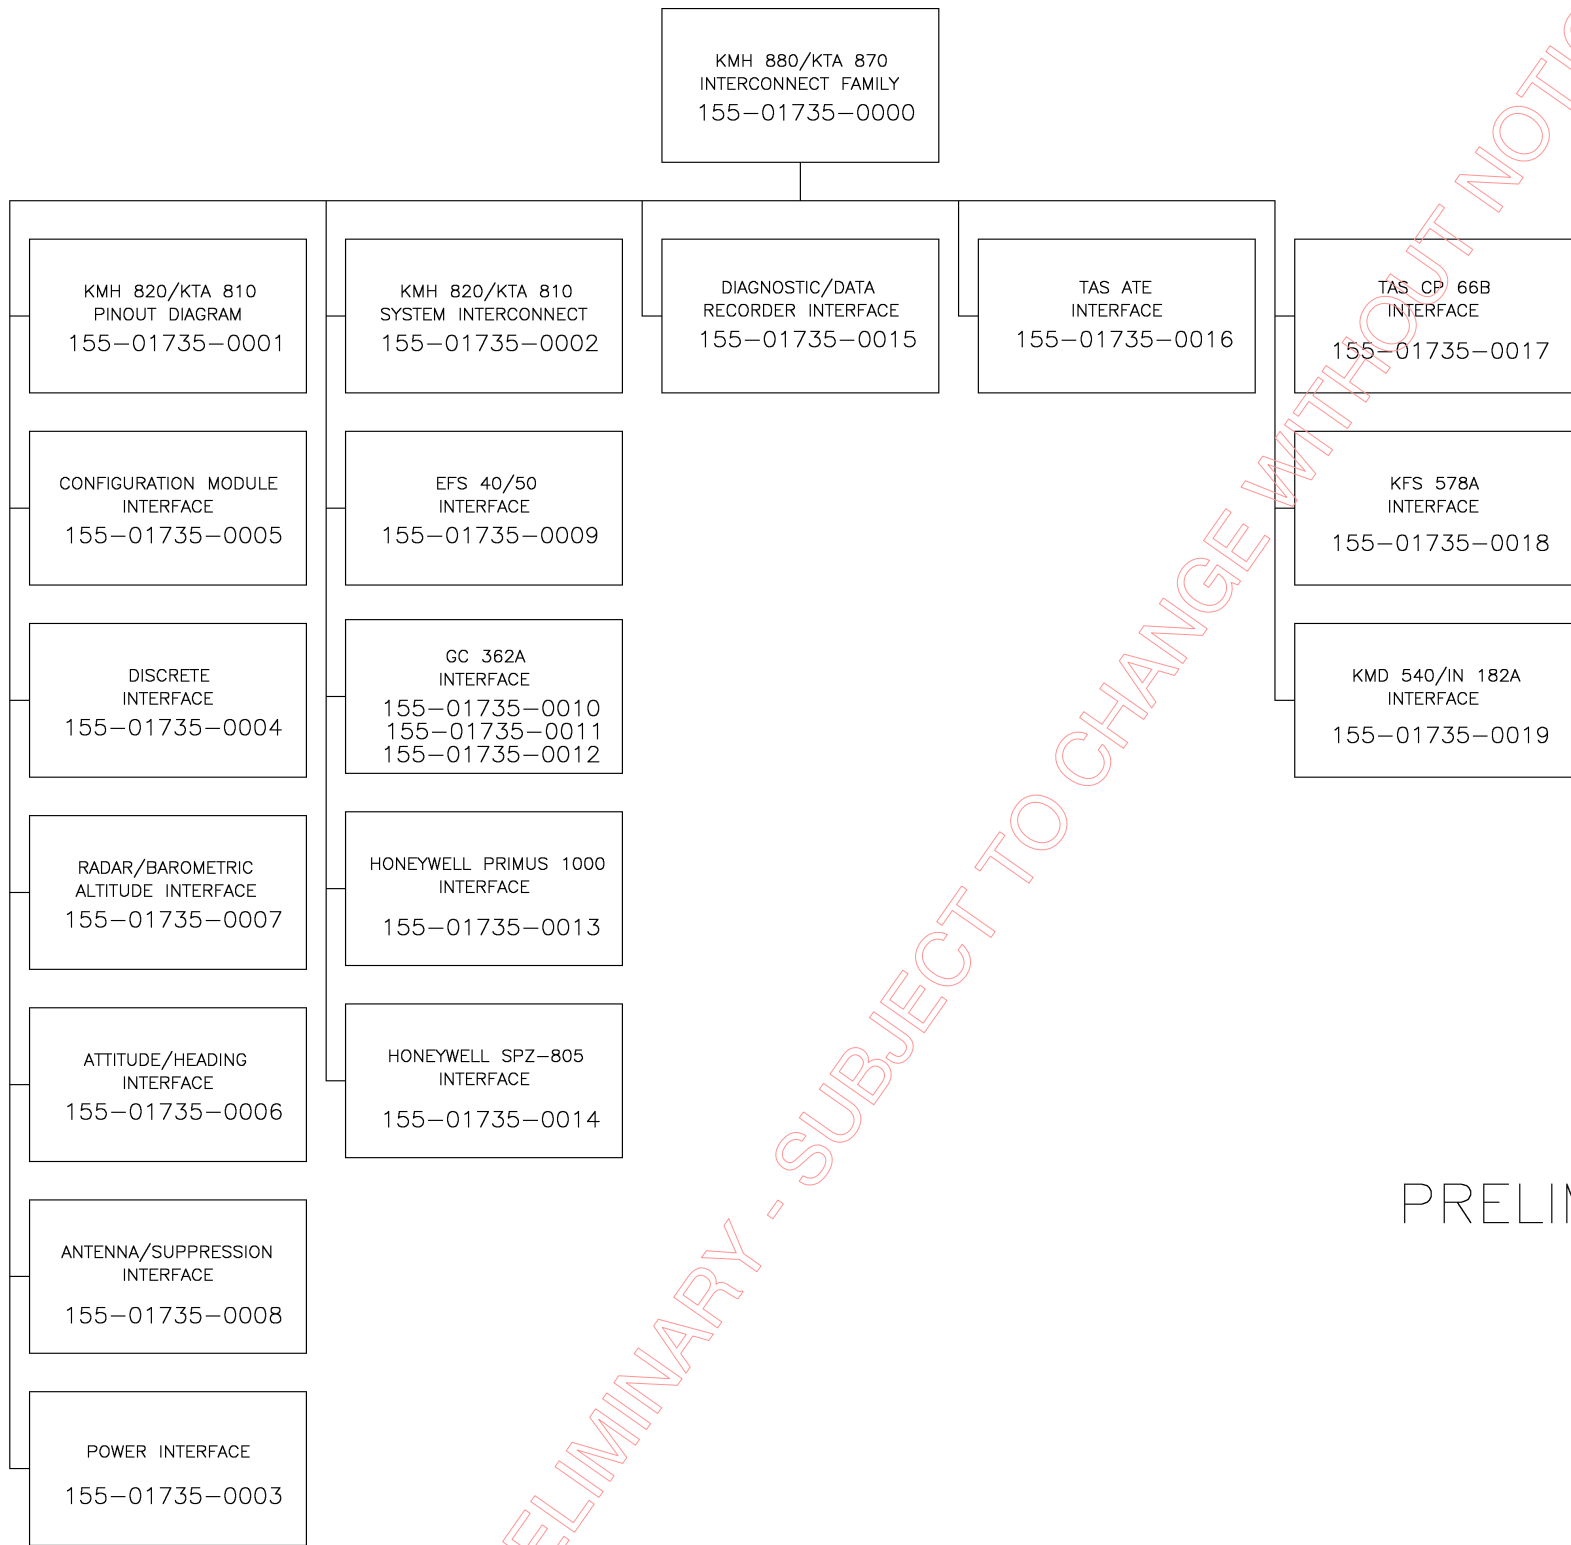 KMH 880/KTA 870
INTERCONNECT FAMILY
155-01735-0000
KMH 820/KTA 810
PINOUT DIAGRAM
155-01735-0001
KMH 820/KTA 810
SYSTEM INTERCONNECT
155-01735-0002
DIAGNOSTIC/DATA
RECORDER INTERFACE
155-01735-0015
TAS ATE
INTERFACE
155-01735-0016
TAS CP 66B
INTERFACE
155-01735-0017
CONFIGURATION MODULE
INTERFACE
155-01735-0005
EFS 40/50
INTERFACE
155-01735-0009
KFS 578A
INTERFACE
155-01735-0018
DISCRETE
INTERFACE
155-01735-0004
GC 362A
INTERFACE
155-01735-0010
155-01735-0011
155-01735-0012
KMD 540/IN 182A
INTERFACE
155-01735-0019
RADAR/BAROMETRIC
ALTITUDE INTERFACE
155-01735-0007
HONEYWELL PRIMUS 1000
INTERFACE
155-01735-0013
ATTITUDE/HEADING
INTERFACE
155-01735-0006
HONEYWELL SPZ-805
INTERFACE
155-01735-0014
ANTENNA/SUPPRESSION
INTERFACE
155-01735-0008
POWER INTERFACE
155-01735-0003
ELIMINARY - SUBJECT TO CHANGE WITHOUT NOTIC
PRELIM